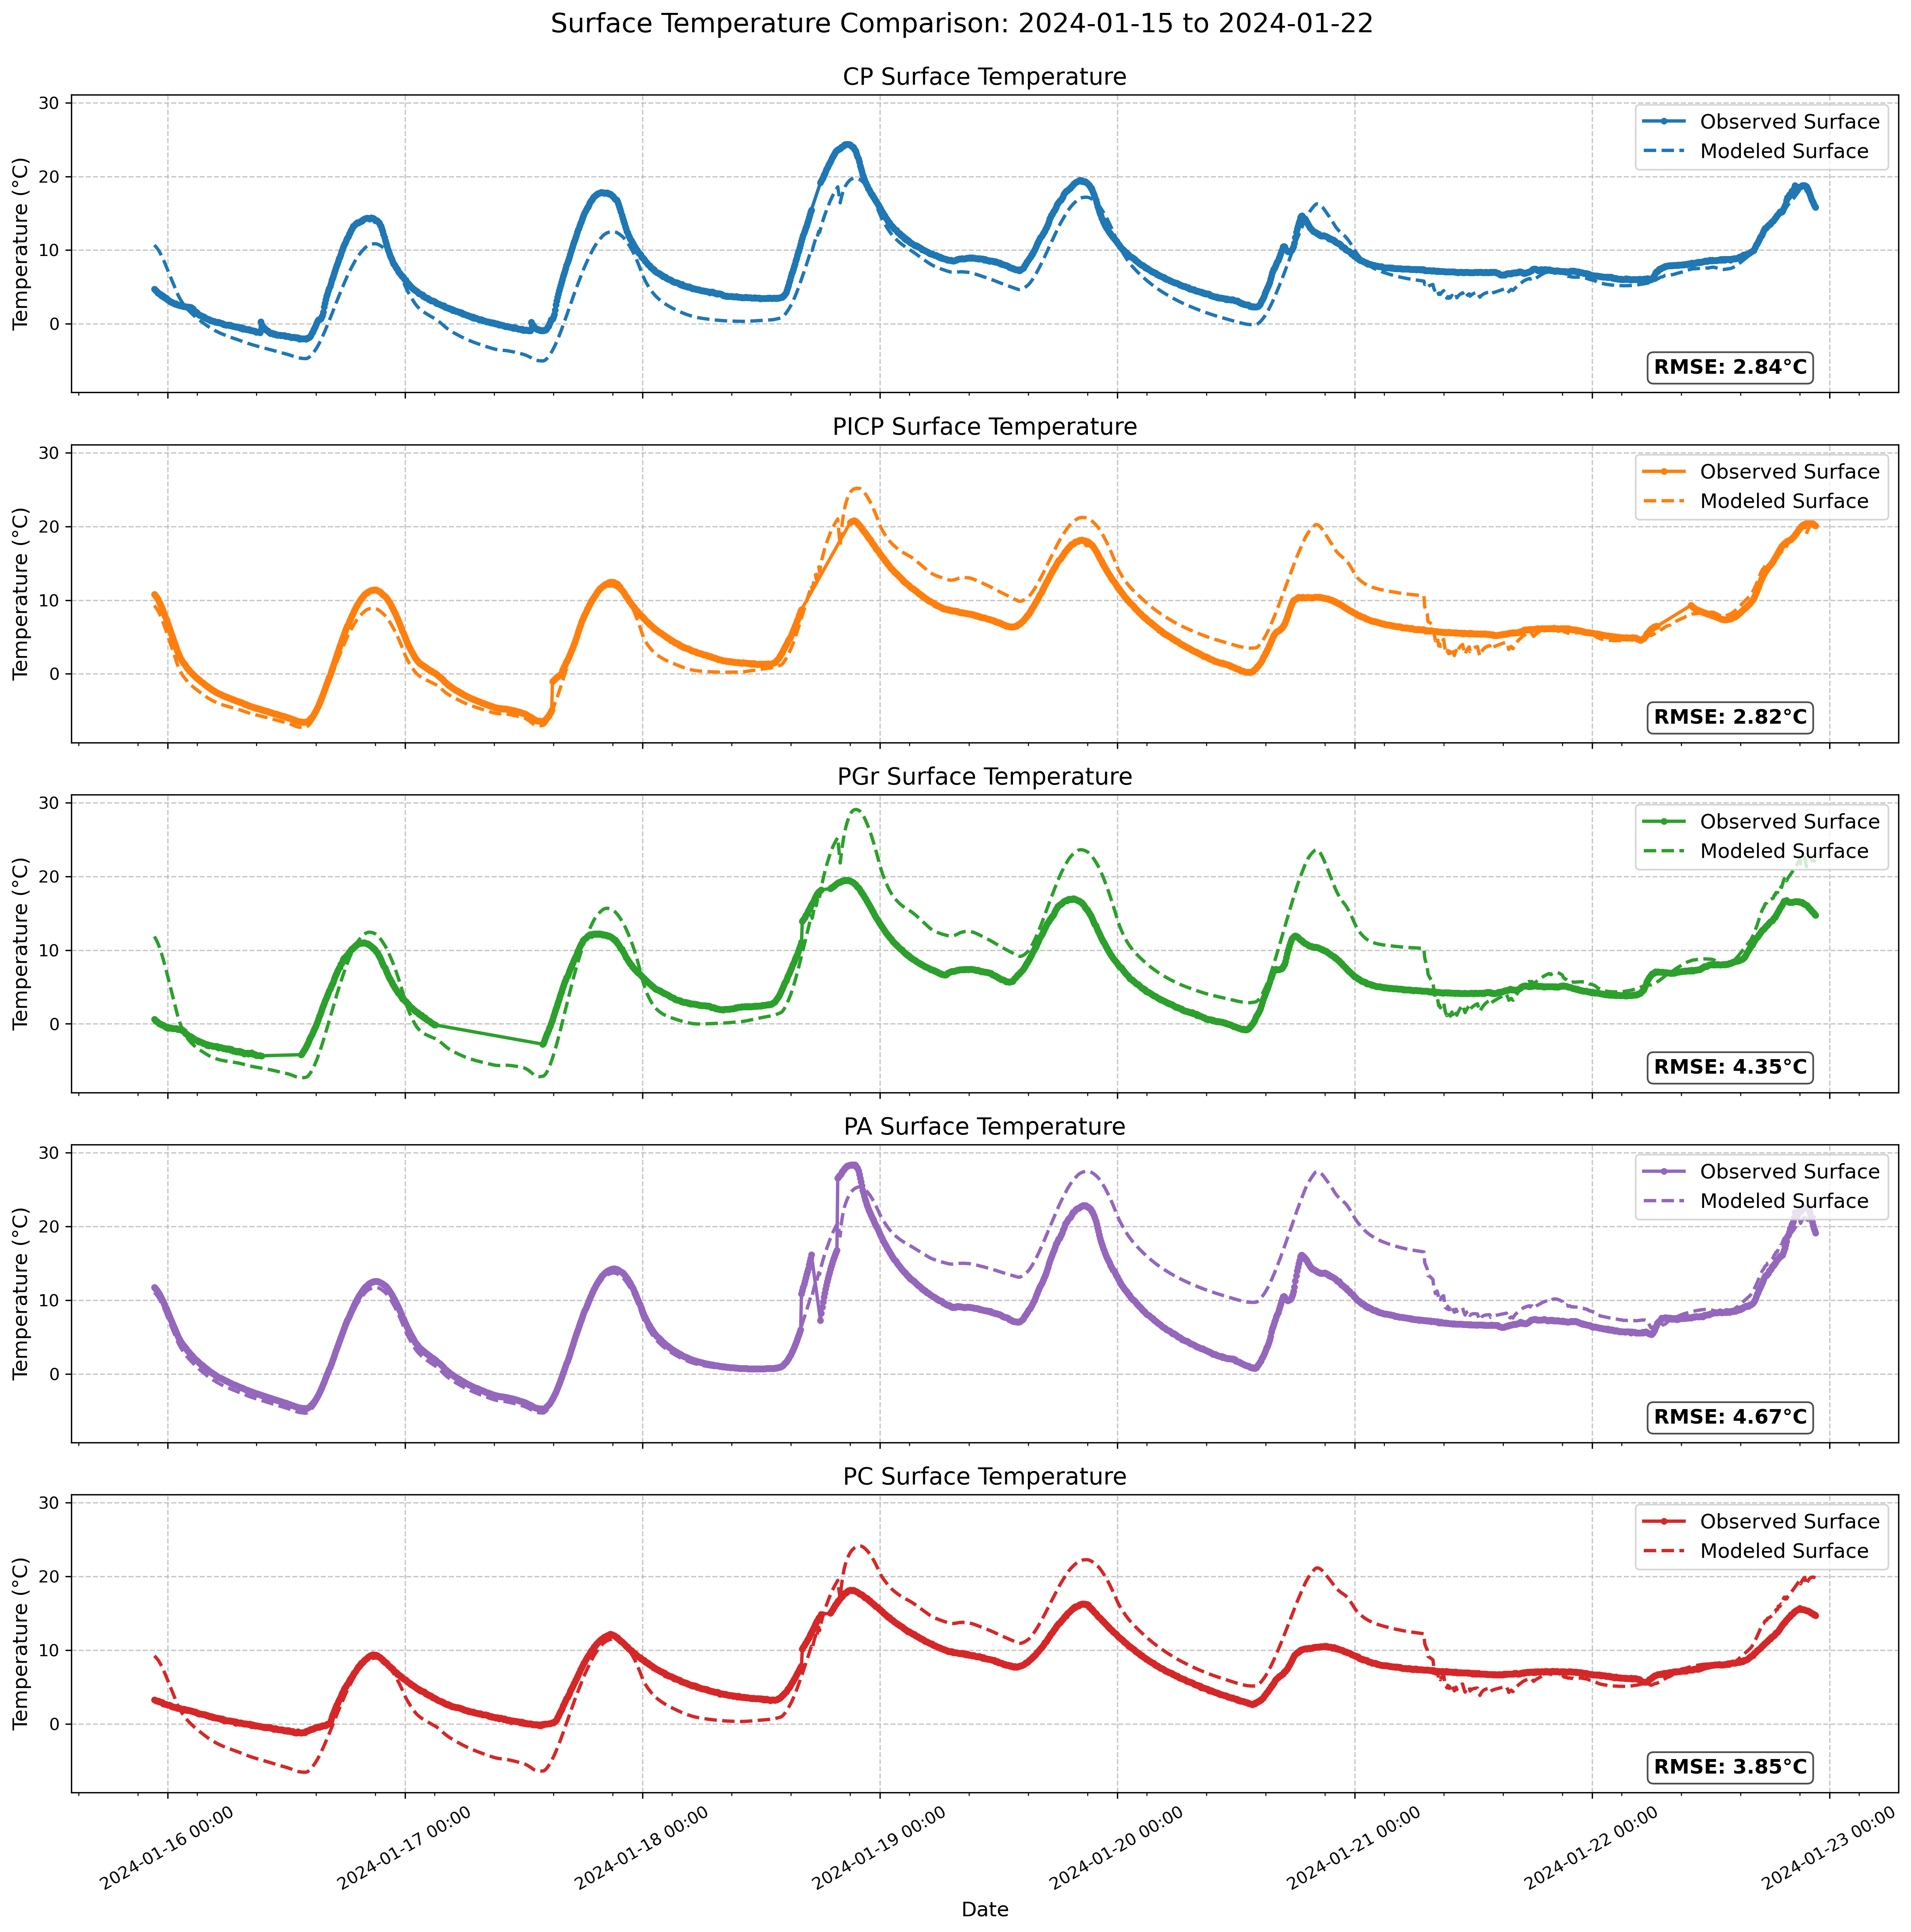 Surface Temperature Comparison: 2024-01-15 to 2024-01-22
CP Surface Temperature
Temperature (°C)
30
20
10
0
Observed Surface
Modeled Surface
RMSE: 2.84°C
PICP Surface Temperature
Temperature (°C)
30
20
10
0
Observed Surface
Modeled Surface
RMSE: 2.82°C
PGr Surface Temperature
Temperature (°C)
30
20
10
0
Observed Surface
Modeled Surface
RMSE: 4.35°C
PA Surface Temperature
Temperature (°C)
30
20
10
0
Observed Surface
Modeled Surface
RMSE: 4.67°C
PC Surface Temperature
Temperature (°C)
30
20
10
0
Observed Surface
Modeled Surface
RMSE: 3.85°C
2024-01-16 00:00
2024-01-17 00:00
2024-01-18 00:00
2024-01-19 00:00
2024-01-20 00:00
2024-01-21 00:00
2024-01-22 00:00
2024-01-23 00:00
Date